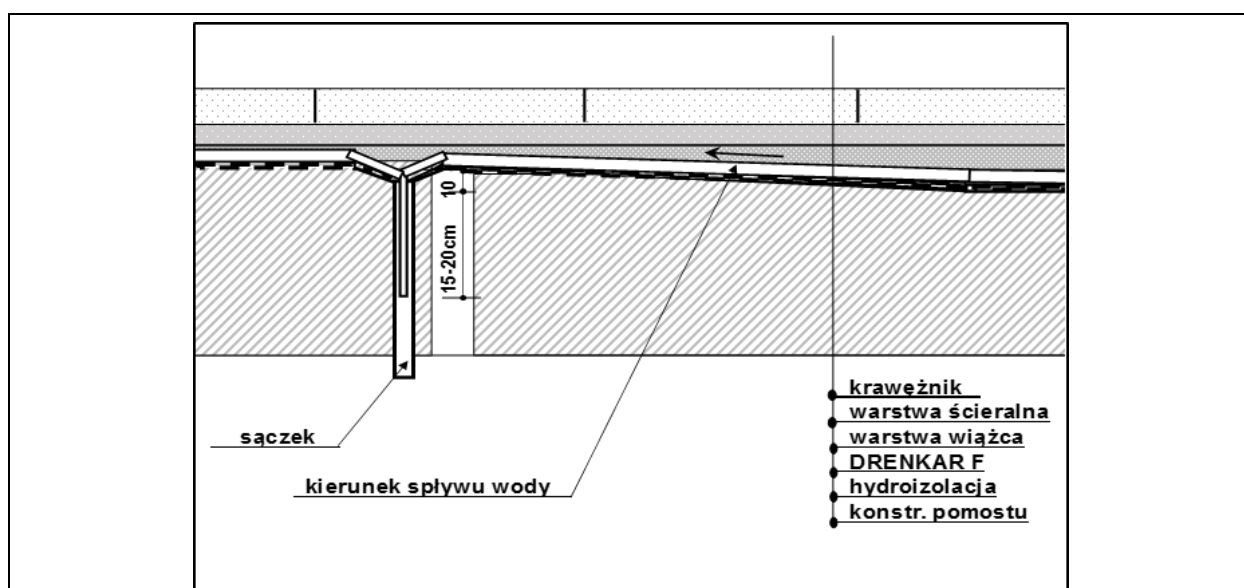 10
15-20cm
krawężnik
warstwa ścieralna
sączek
warstwa wiążca
DRENKAR F
kierunek spływu wody
hydroizolacja
konstr. pomostu